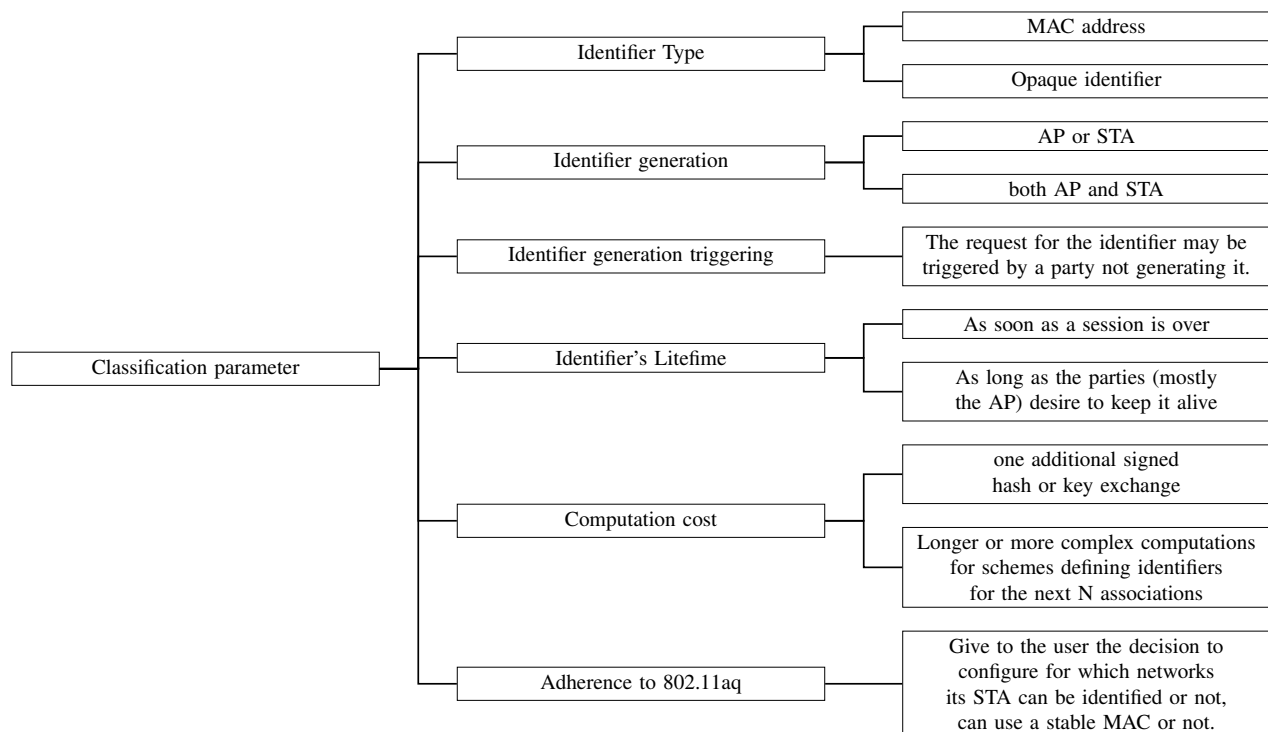 Classification parameter
Identifier Type
MAC address
Opaque identifier
Identifier generation
AP or STA
both AP and STA
Identifier generation triggering
The request for the identifier may be
triggered by a party not generating it.
Identifier's Litefime
As soon as a session is over
As long as the parties (mostly
the AP) desire to keep it alive
Computation cost
one additional signed
hash or key exchange
Longer or more complex computations
for schemes defining identifiers
for the next N associations
Adherence to 802.11aq
Give to the user the decision to
configure for which networks
its STA can be identified or not,
can use a stable MAC or not.